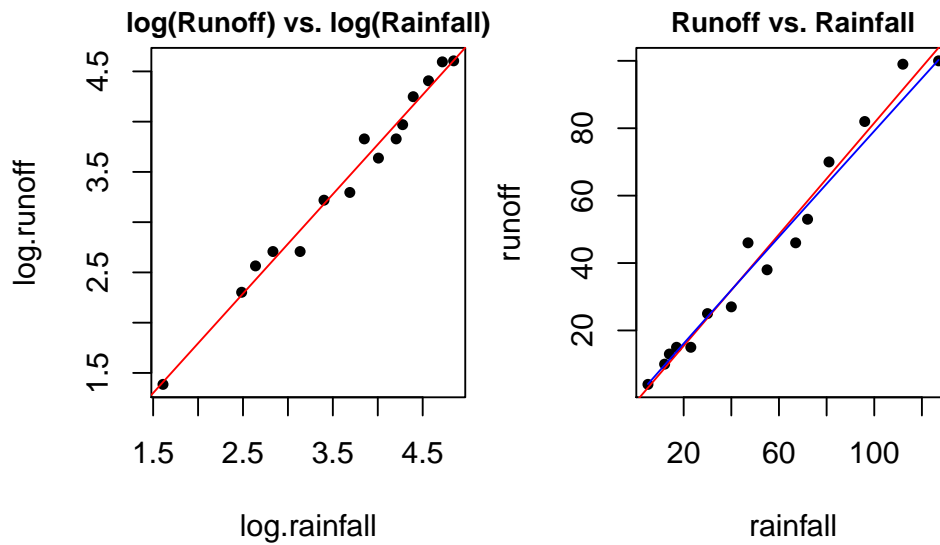 log(Runoff) vs. log(Rainfall)
log.runoff
4.5
3.5
2.5
1.5
1.5 2.5 3.5 4.5
log.rainfall
Runoff vs. Rainfall
runoff
80
60
40
20
20 60 100
rainfall